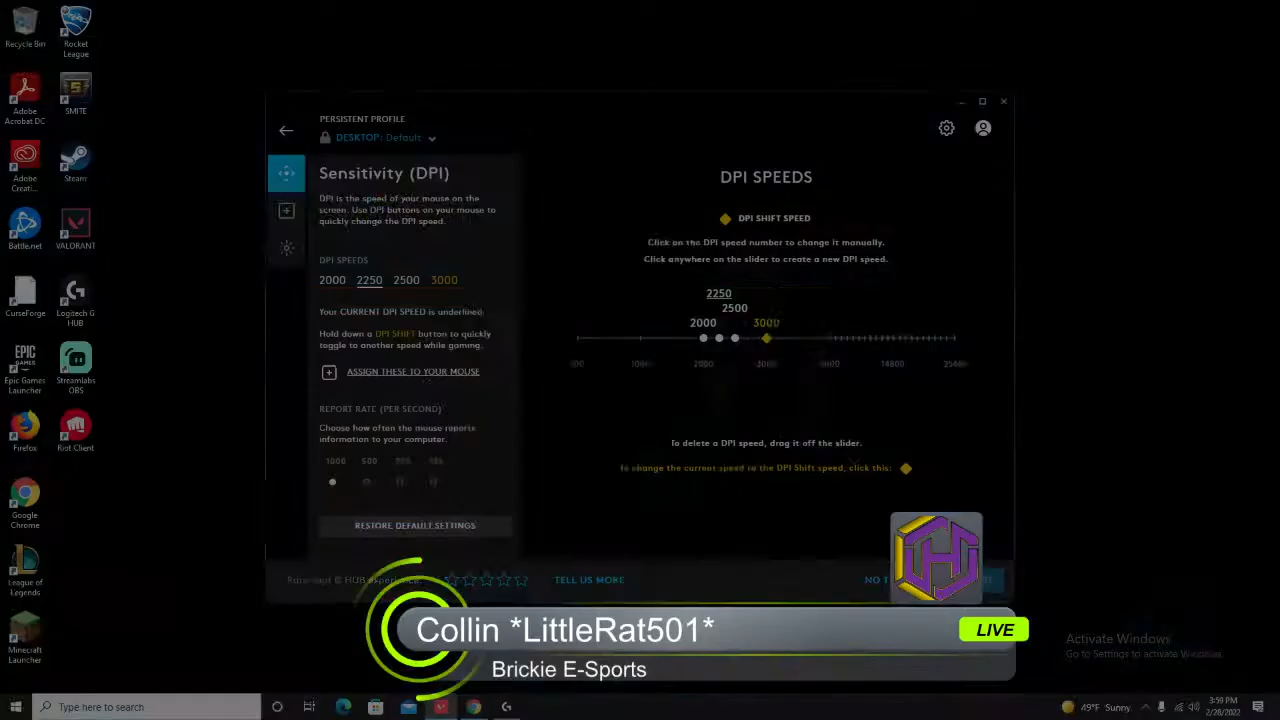 Recycle Bin
Rocket
League
Adobe
Acrobat DC
SMITE
Adobe
Creati...
Steam
Battle.net
VALORANT
CurseForge
Logitech G
HUB
Epic Games
Launcher
Streamlabs
OBS
Firefox
Riot Client
Google
Chrome
League of
Legends
Minecraft
Launcher
PERSISTENT PROFILE
DESKTOP: Default
Sensitivity (DPI)
DPI is the speed of your mouse on the
screen. Use DPI buttons on your mouse to
quickly change the DPI speed.
DPI SPEEDS
2000 2250 2500 3000
Your CURRENT DPI SPEED is underlined.
Hold down a DPI SHIFT button to quickly
toggle to another speed while gaming.
ASSIGN THESE TO YOUR MOUSE
REPORT RATE (PER SECOND)
Choose how often the mouse reports
information to your computer.
1000 500
RESTORE DEFAULT SETTINGS
DPI SPEEDS
DPI SHIFT SPEED
Click on the DPI speed number to change it manually.
Click anywhere on the slider to create a new DPI speed.
2250
2500
2000 3000
2000 3000 14800
To delete a DPI speed, drag it off the slider.
To change the current speed to the DPI Shift speed, click this:
TELL US MORE
NO T
Collin *LittleRat501*
LIVE
Brickie E-Sports
Activate Windows
Go to Settings to activate Windows.
Type here to search
49°F Sunny
3:59 PM
2/28/2022